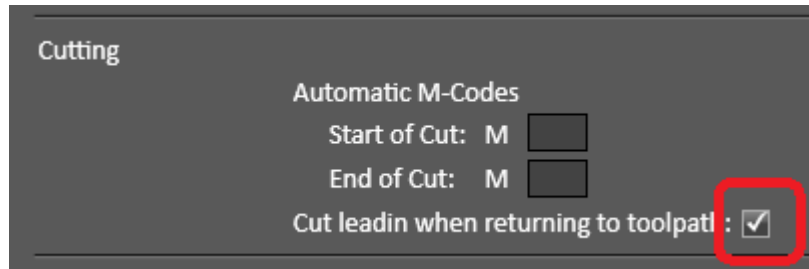 Cutting
Automatic M-Codes
Start of Cut: M
End of Cut: M
Cut leadin when returning to toolpath: